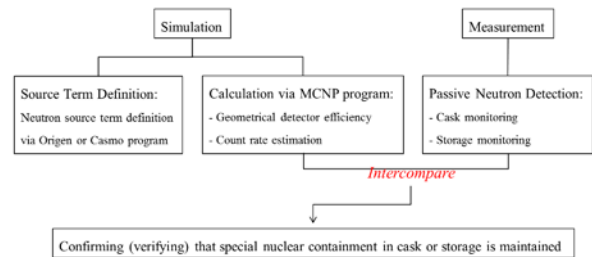 Simulation
Measurement
Source Term Definition:
Neutron source term definition
via Origen or Casmo program
Calculation via MCNP program:
- Geometrical detector efficiency
- Count rate estimation
Passive Neutron Detection:
- Cask monitoring
- Storage monitoring
Intercompare
Confirming (verifying) that special nuclear containment in cask or storage is maintained